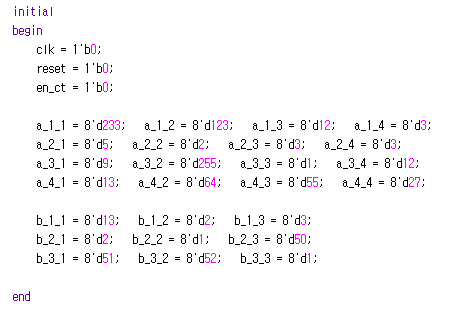 initial
begin
clk = 1'b0;
reset = 1'b0;
en_ct = 1'b0;
a_1_1 = 8'd233; a_1_2 = 8'd123; a_1_3 = 8'd12; a_1_4 = 8'd3;
a_2_1 = 8'd5; a_2_2 = 8'd2; a_2_3 = 8'd3; a_2_4 = 8'd3;
a_3_1 = 8'd9; a_3_2 = 8'd255; a_3_3 = 8'd1; a_3_4 = 8'd12;
a_4_1 = 8'd13; a_4_2 = 8'd64; a_4_3 = 8'd55; a_4_4 = 8'd27;
b_1_1 = 8'd13; b_1_2 = 8'd2; b_1_3 = 8'd3;
b_2_1 = 8'd2; b_2_2 = 8'd1; b_2_3 = 8'd50;
b_3_1 = 8'd51; b_3_2 = 8'd52; b_3_3 = 8'd1;
end